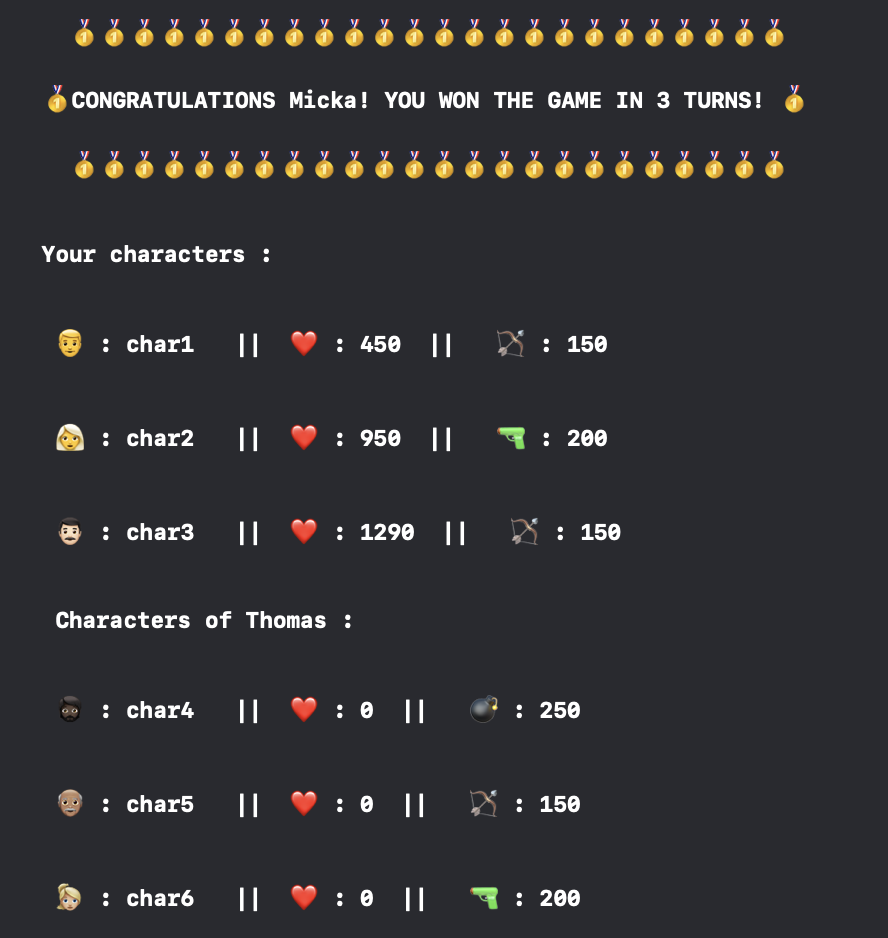 CONGRATULATIONS Micka! YOU WON THE GAME IN 3 TURNS!
Your characters :
: char1 || ❤️ : 450 || 🏹 : 150
: char2 || ❤️ : 950 || 🔫 : 200
: char3 || ❤️ : 1290 || 🏹 : 150
Characters of Thomas :
: char4 || ❤️ : 0 || 💣 : 250
: char5 || ❤️ : 0 || 🏹 : 150
: char6 || ❤️ : 0 || 🔫 : 200